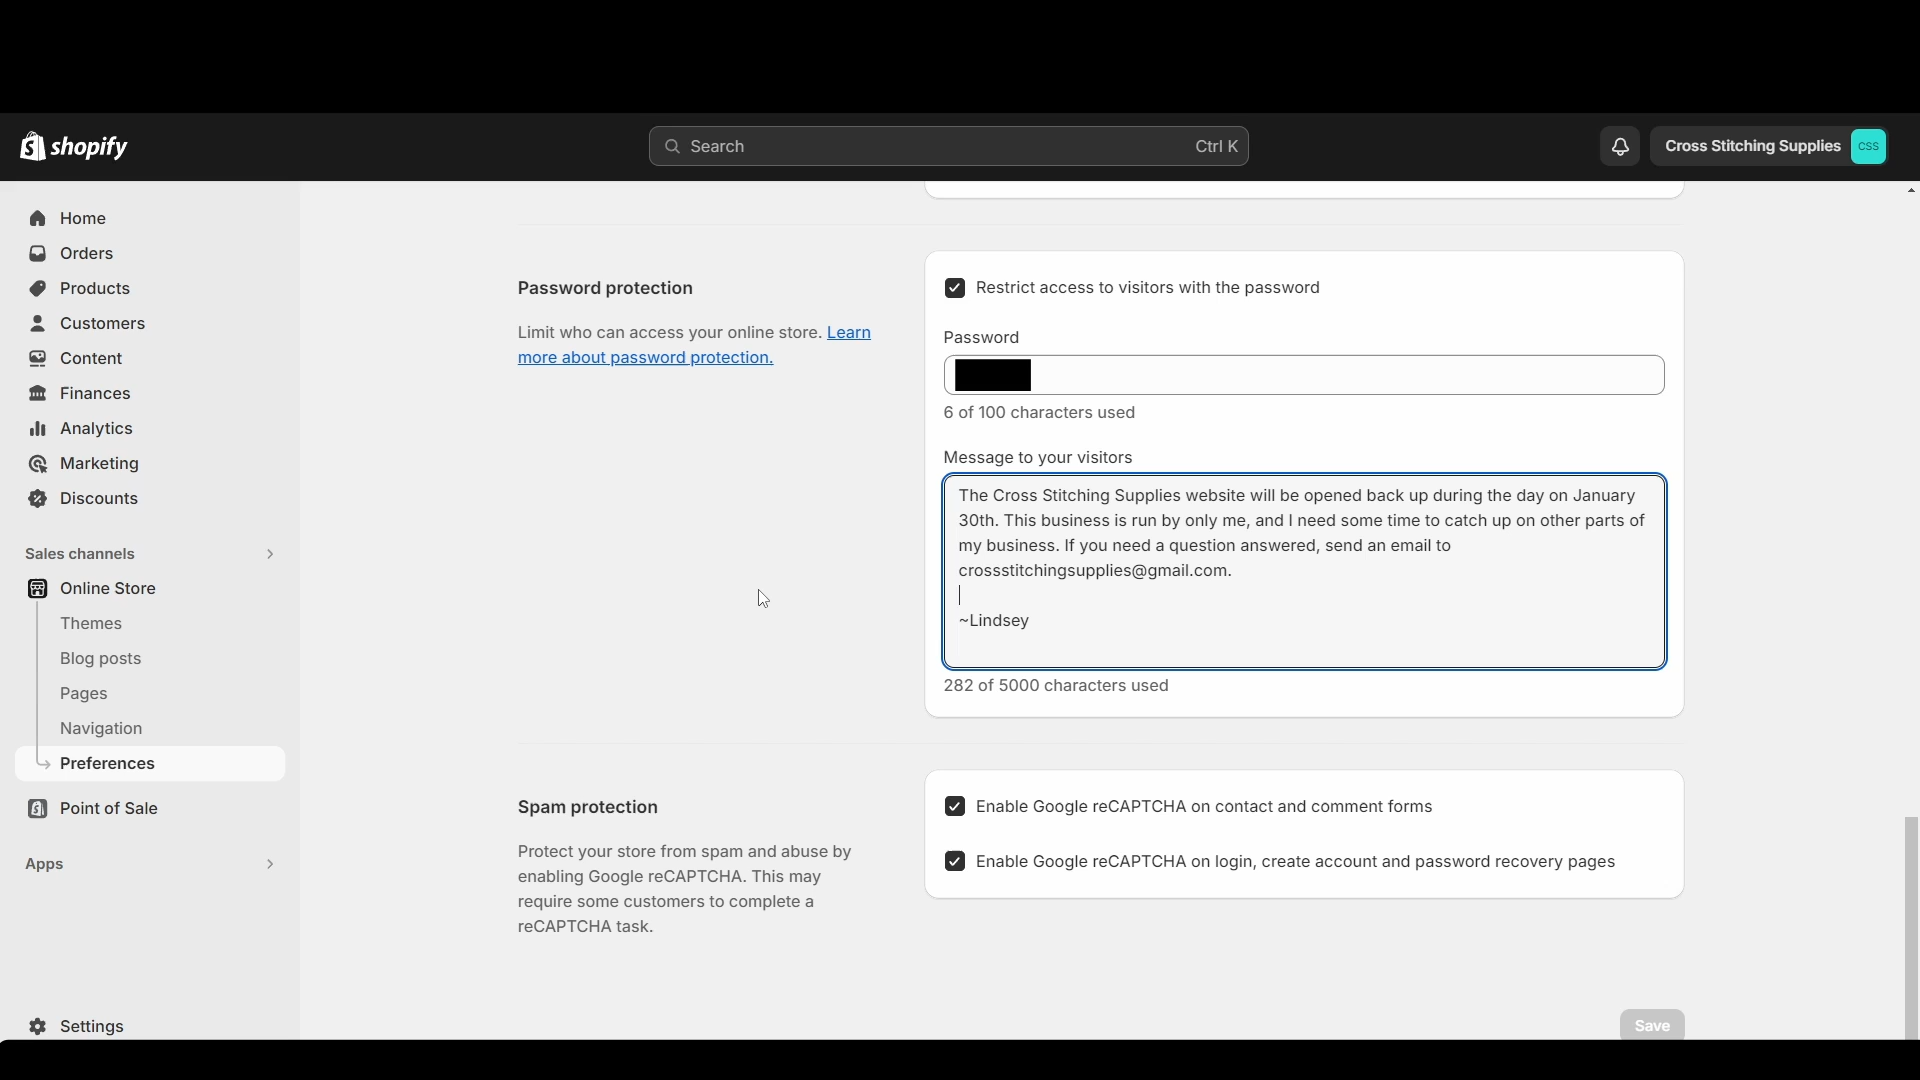 shopify
Search
Ctrl K
Cross Stitching Supplies
CSS
Home
Orders
Products
Customers
Content
Finances
Analytics
Marketing
Discounts
Sales channels
Online Store
Themes
Blog posts
Pages
Navigation
Preferences
Point of Sale
Apps
Settings
Password protection
Limit who can access your online store. Learn
more about password protection.
Restrict access to visitors with the password
Password
6 of 100 characters used
Message to your visitors
The Cross Stitching Supplies website will be opened back up during the day on January
30th. This business is run by only me, and I need some time to catch up on other parts of
my business. If you need a question answered, send an email to
crossstitchingsupplies@gmail.com.
~Lindsey
282 of 5000 characters used
Spam protection
Protect your store from spam and abuse by
enabling Google reCAPTCHA. This may
require some customers to complete a
reCAPTCHA task.
Enable Google reCAPTCHA on contact and comment forms
Enable Google reCAPTCHA on login, create account and password recovery pages
Save